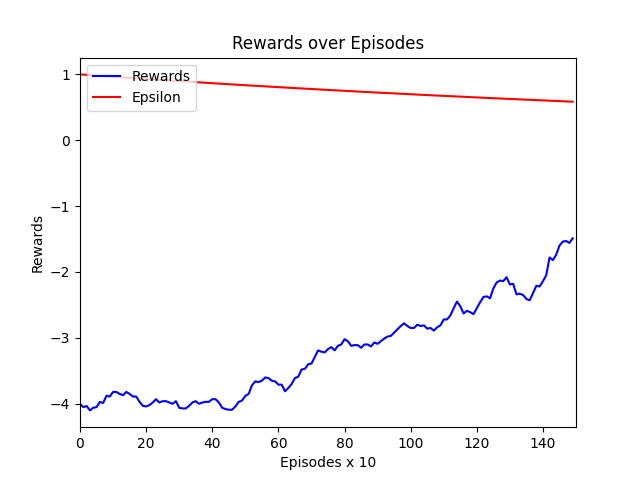 Rewards over Episodes
Rewards
Epsilon
1
0
−1
−2
−3
−4
Rewards
0 20 40 60 80 100 120 140
Episodes x 10